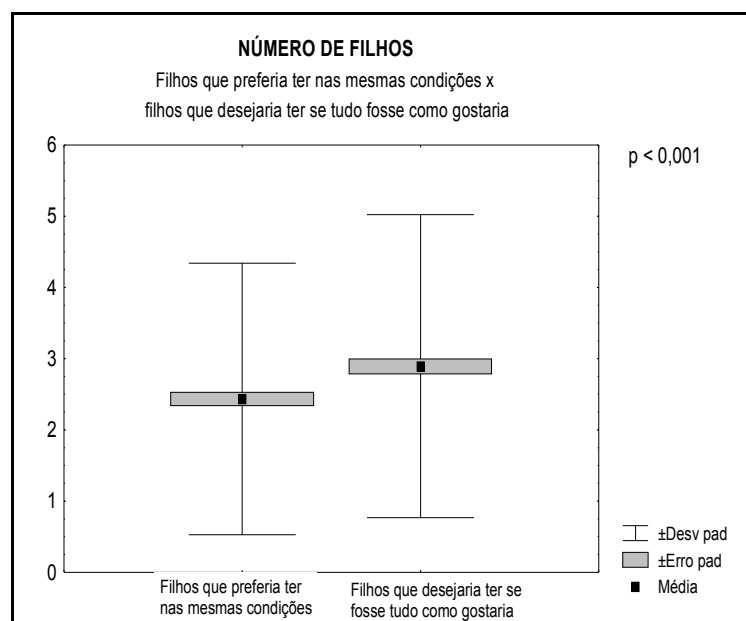 NÚMERO DE FILHOS
Filhos que preferia ter nas mesmas condições x
filhos que desejaria ter se tudo fosse como gostaria
p < 0,001
6
5
4
3
2
1
0
Filhos que preferia ter
nas mesmas condições
Filhos que desejaria ter se
fosse tudo como gostaria
±Desv pad
±Erro pad
Média